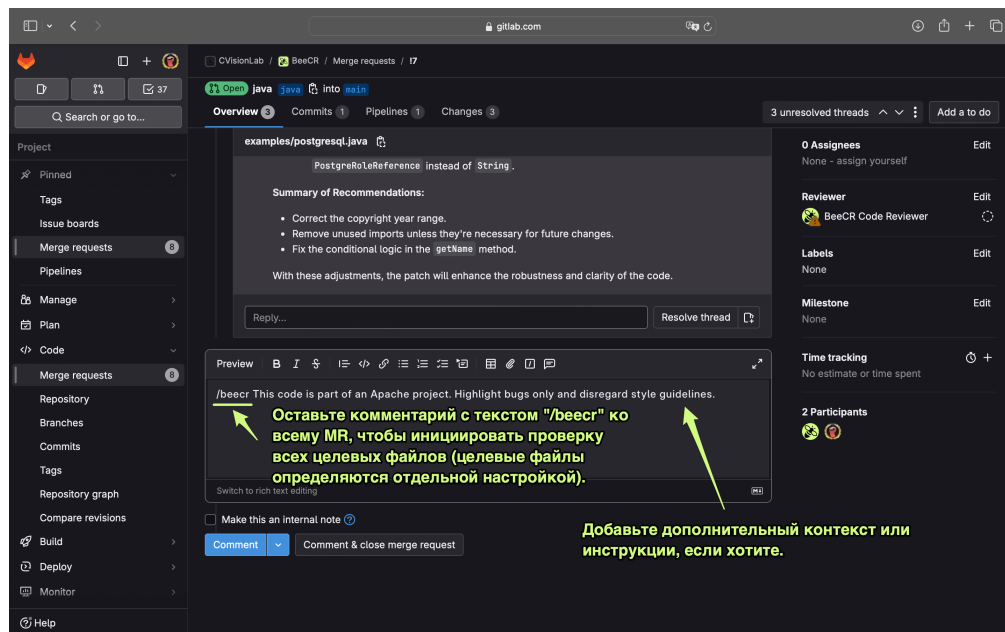 gitlab.com
CVisionLab / BeeCR / Merge requests / !7
37
Search or go to...
Project
Pinned
Tags
Issue boards
Merge requests 8
Pipelines
Manage
Plan
Code
Merge requests 8
Repository
Branches
Commits
Tags
Repository graph
Compare revisions
Build
Deploy
Monitor
Help
Open java java into main
Overview 3 Commits 1 Pipelines 1 Changes 3
3 unresolved threads
Add a to do
examples/postgresql.java
PostgreRoleReference instead of String.
Summary of Recommendations:
• Correct the copyright year range.
• Remove unused imports unless they're necessary for future changes.
• Fix the conditional logic in the getName method.
With these adjustments, the patch will enhance the robustness and clarity of the code.
Reply...
Resolve thread
Preview
/beecr This code is part of an Apache project. Highlight bugs only and disregard style guidelines.
Оставьте комментарий с текстом "/beecr" ко
всему MR, чтобы инициировать проверку
всех целевых файлов (целевые файлы
определяются отдельной настройкой).
Switch to rich text editing
Make this an internal note
Comment
Comment & close merge request
Добавьте дополнительный контекст или
инструкции, если хотите.
0 Assignees Edit
None - assign yourself
Reviewer Edit
BeeCR Code Reviewer
Labels Edit
None
Milestone Edit
None
Time tracking
No estimate or time spent
2 Participants